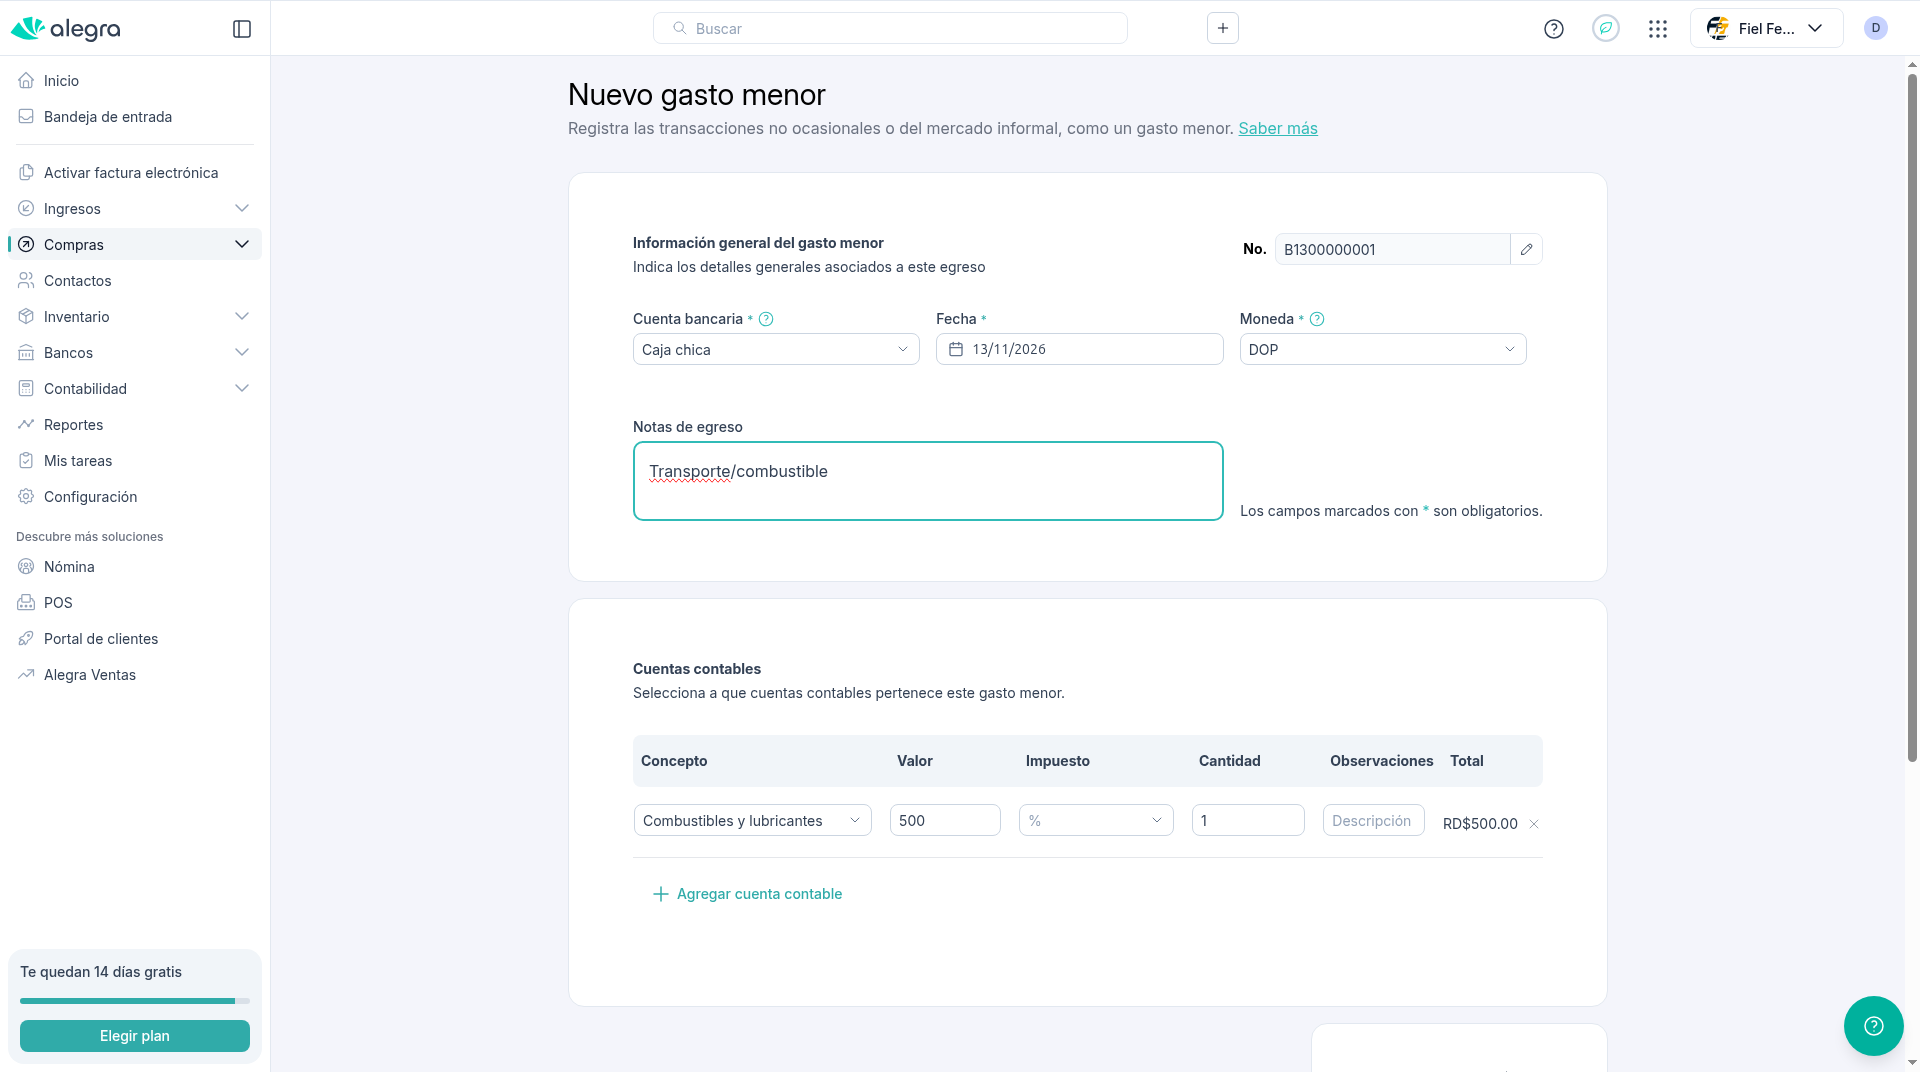 alegra
Buscar
Fiel Fe...
D
Inicio
Bandeja de entrada
Activar factura electrónica
Ingresos
Compras
Contactos
Inventario
Bancos
Contabilidad
Reportes
Mis tareas
Configuración
Descubre más soluciones
Nómina
POS
Portal de clientes
Alegra Ventas
Te quedan 14 días gratis
Elegir plan
Nuevo gasto menor
Registra las transacciones no ocasionales o del mercado informal, como un gasto menor. Saber más
Información general del gasto menor
No. B1300000001
Indica los detalles generales asociados a este egreso
Cuenta bancaria * Fecha * Moneda *
Caja chica 13/11/2026 DOP
Notas de egreso
Transporte/combustible
Los campos marcados con * son obligatorios.
Cuentas contables
Selecciona a que cuentas contables pertenece este gasto menor.
Concepto Valor Impuesto Cantidad Observaciones Total
Combustibles y lubricantes 500 % 1 Descripción RD$500.00
Agregar cuenta contable